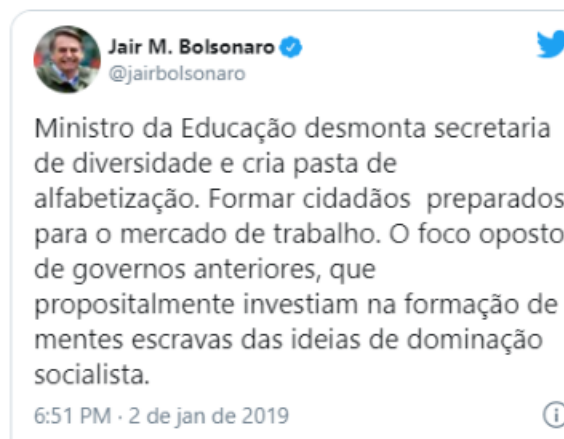 Jair M. Bolsonaro
@jairbolsonaro
Ministro da Educação desmonta secretaria
de diversidade e cria pasta de
alfabetização. Formar cidadãos  preparados
para o mercado de trabalho. O foco oposto
de governos anteriores, que
propositalmente investiam na formação de
mentes escravas das ideias de dominação
socialista.
6:51 PM · 2 de jan de 2019